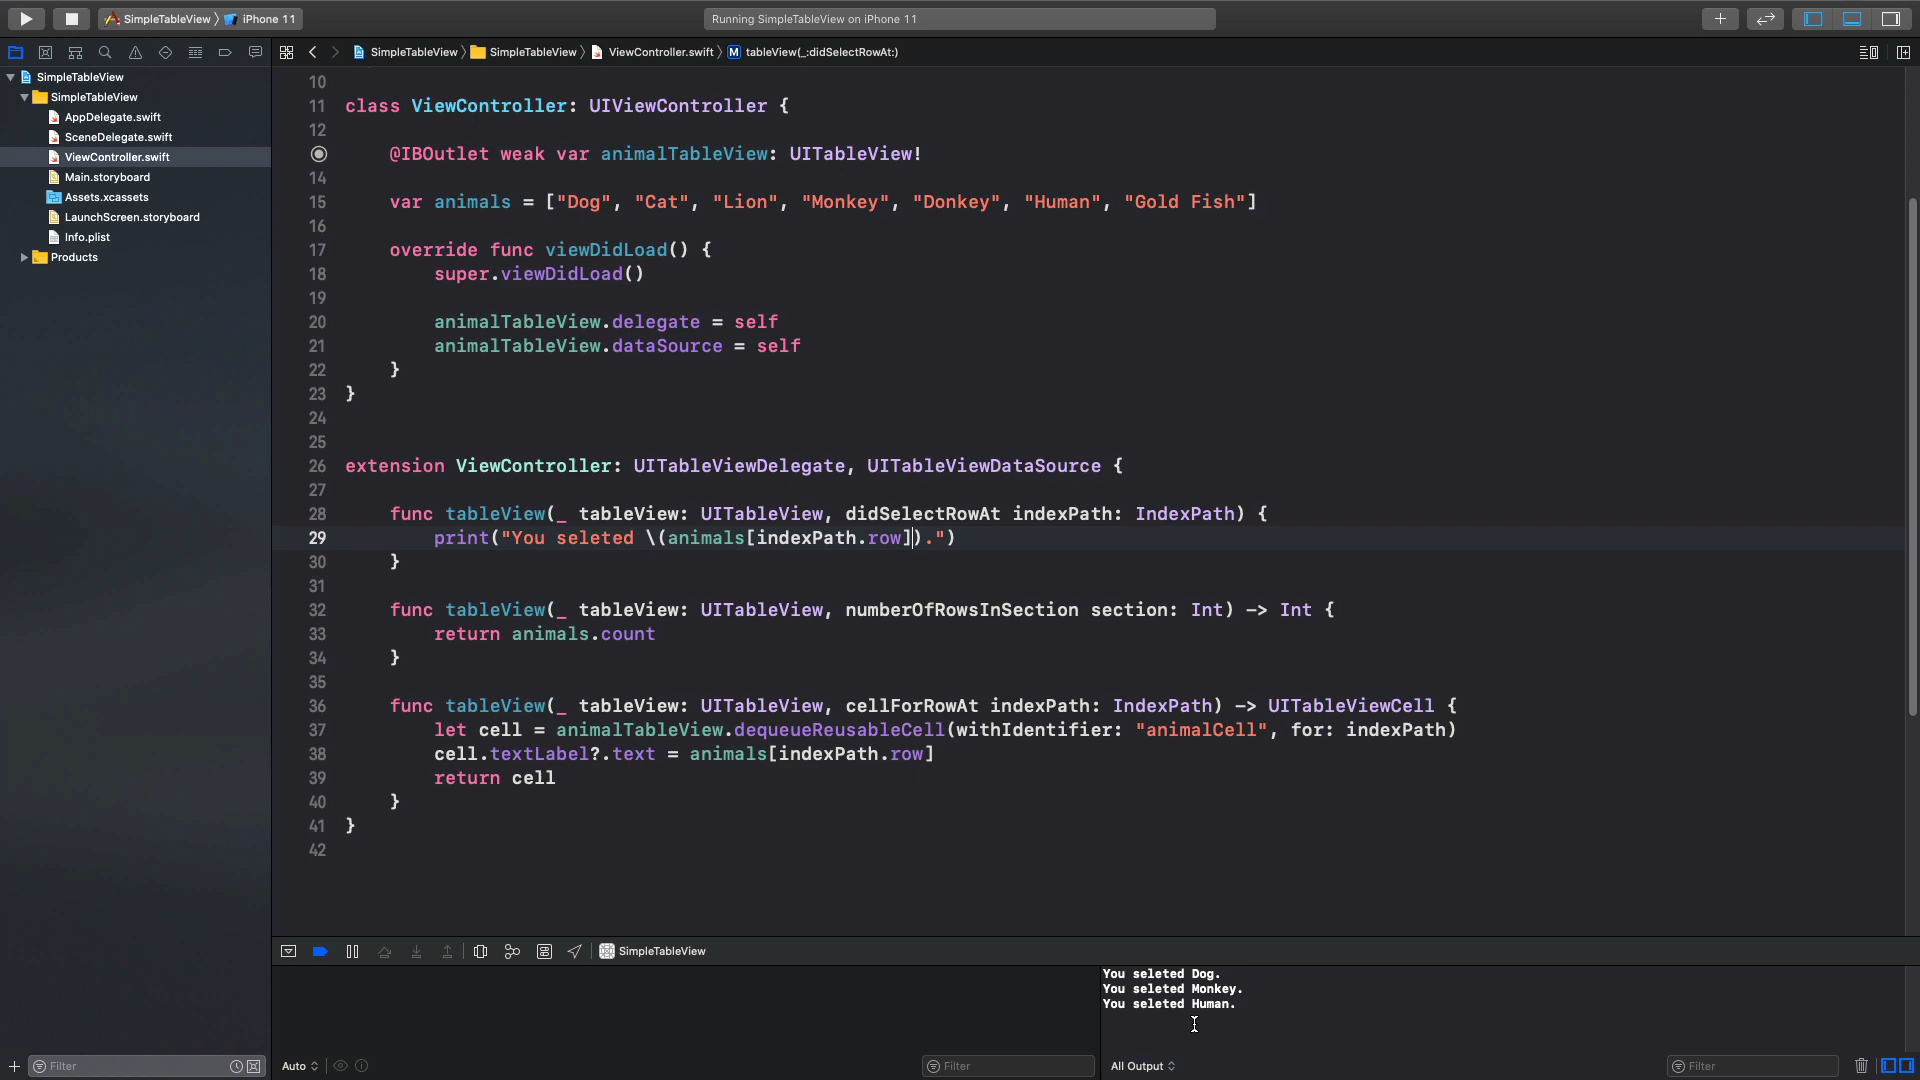 SimpleTableView iPhone 11
Running SimpleTableView on iPhone 11
SimpleTableView SimpleTableView ViewController.swift M tableView(_:didSelectRowAt:)
SimpleTableView
SimpleTableView
AppDelegate.swift
SceneDelegate.swift
ViewController.swift
Main.storyboard
Assets.xcassets
LaunchScreen.storyboard
Info.plist
Products
10
11 class ViewController: UIViewController {
12
@IBOutlet weak var animalTableView: UITableView!
14
15 var animals = ["Dog", "Cat", "Lion", "Monkey", "Donkey", "Human", "Gold Fish"]
16
17 override func viewDidLoad() {
18 super.viewDidLoad()
19
20 animalTableView.delegate = self
21 animalTableView.dataSource = self
22 }
23 }
24
25
26 extension ViewController: UITableViewDelegate, UITableViewDataSource {
27
28 func tableView(_ tableView: UITableView, didSelectRowAt indexPath: IndexPath) {
29 print("You seleted \(animals[indexPath.row]).")
30 }
31
32 func tableView(_ tableView: UITableView, numberOfRowsInSection section: Int) -> Int {
33 return animals.count
34 }
35
36 func tableView(_ tableView: UITableView, cellForRowAt indexPath: IndexPath) -> UITableViewCell {
37 let cell = animalTableView.dequeueReusableCell(withIdentifier: "animalCell", for: indexPath)
38 cell.textLabel?.text = animals[indexPath.row]
39 return cell
40 }
41 }
42
SimpleTableView
You seleted Dog.
You seleted Monkey.
You seleted Human.
Filter
Auto
Filter
All Output
Filter